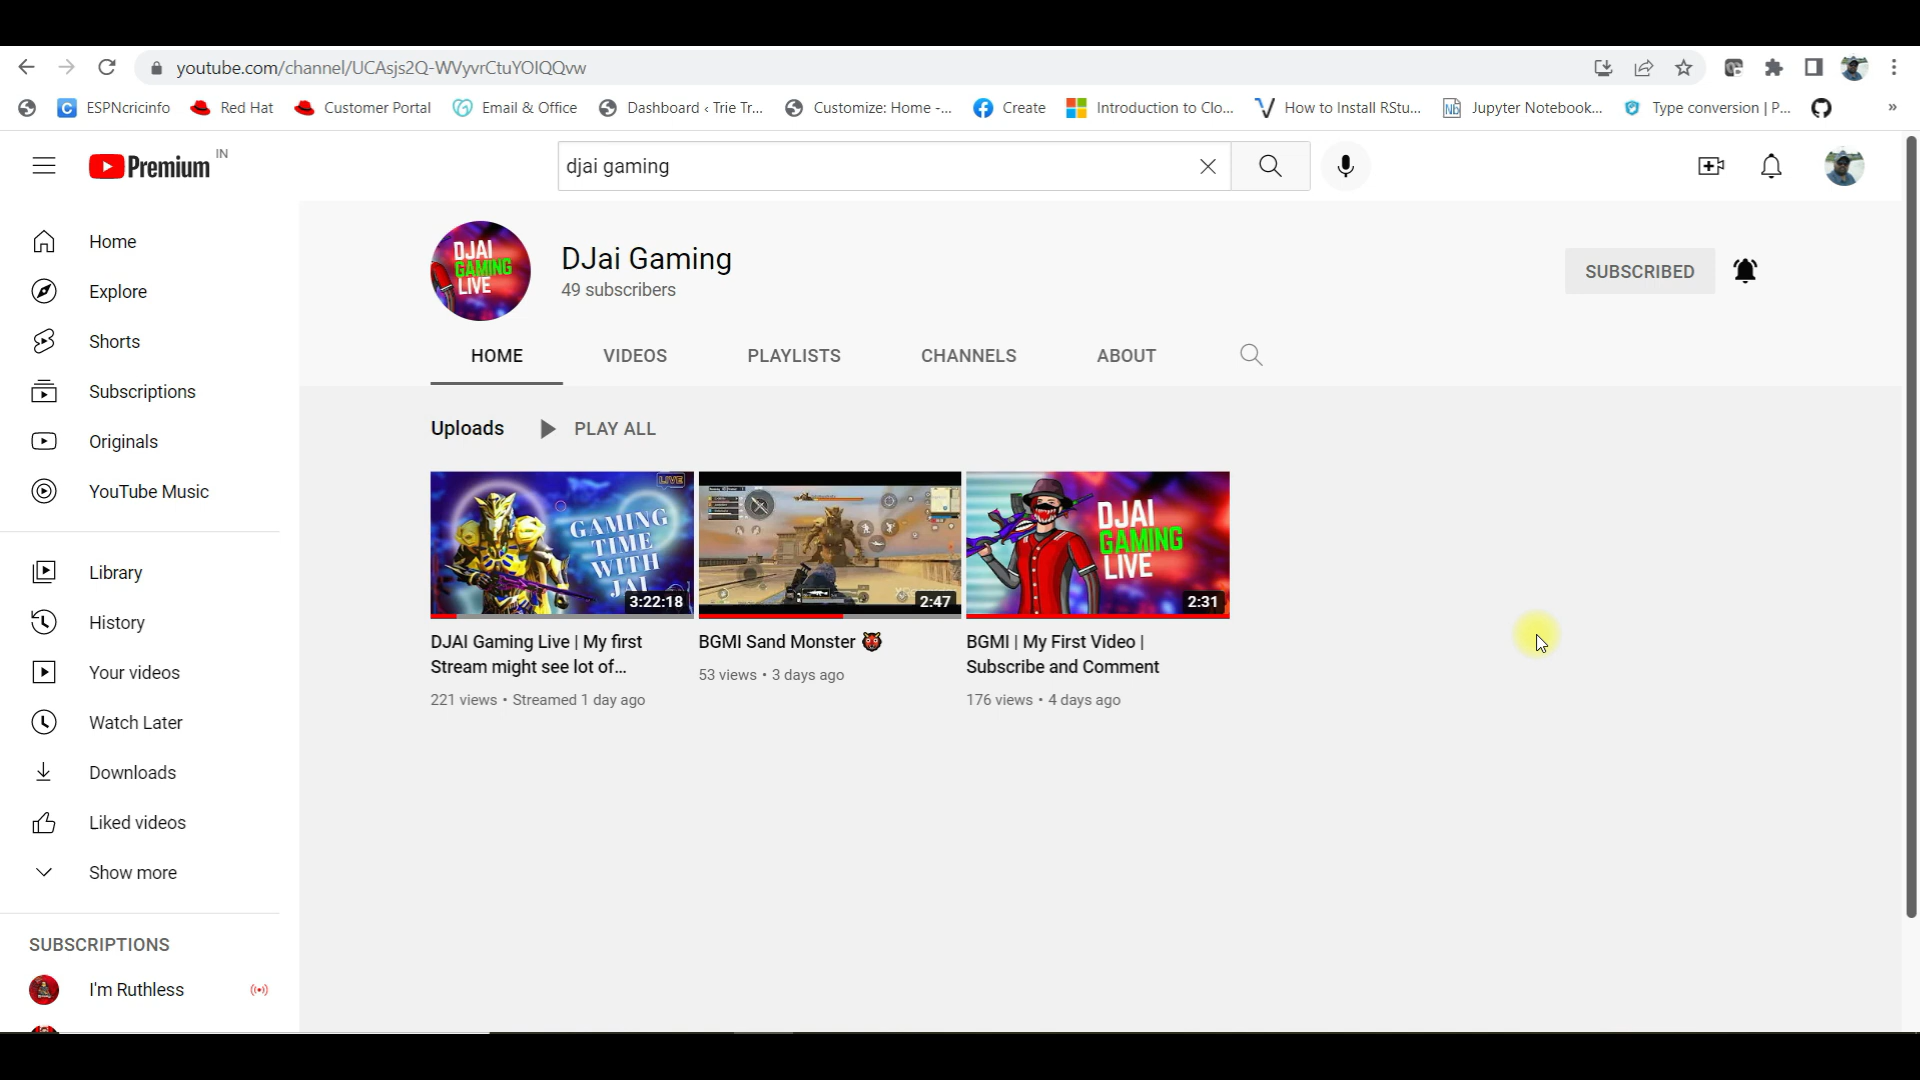 youtube.com/channel/UCAsjs2Q-WVyvrCtuYOIQQvw
ESPNcricinfo
Red Hat
Customer Portal
Email & Office
Dashboard ‹ Trie Tr...
Customize: Home -...
Create
Introduction to Clo...
How to Install RStu...
Jupyter Notebook...
Type conversion | P...
»
Premium IN
djai gaming
Home
Explore
Shorts
Subscriptions
Originals
YouTube Music
Library
History
Your videos
Watch Later
Downloads
Liked videos
Show more
SUBSCRIPTIONS
I'm Ruthless
DJAI
GAMING
LIVE
DJai Gaming
49 subscribers
SUBSCRIBED
HOME
VIDEOS
PLAYLISTS
CHANNELS
ABOUT
Uploads
PLAY ALL
LIVE
GAMING
TIME
WITH
JAI
3:22:18
DJAI Gaming Live | My first
Stream might see lot of...
221 views • Streamed 1 day ago
2:47
BGMI Sand Monster
53 views • 3 days ago
DJAI
GAMING
LIVE
2:31
BGMI | My First Video |
Subscribe and Comment
176 views • 4 days ago